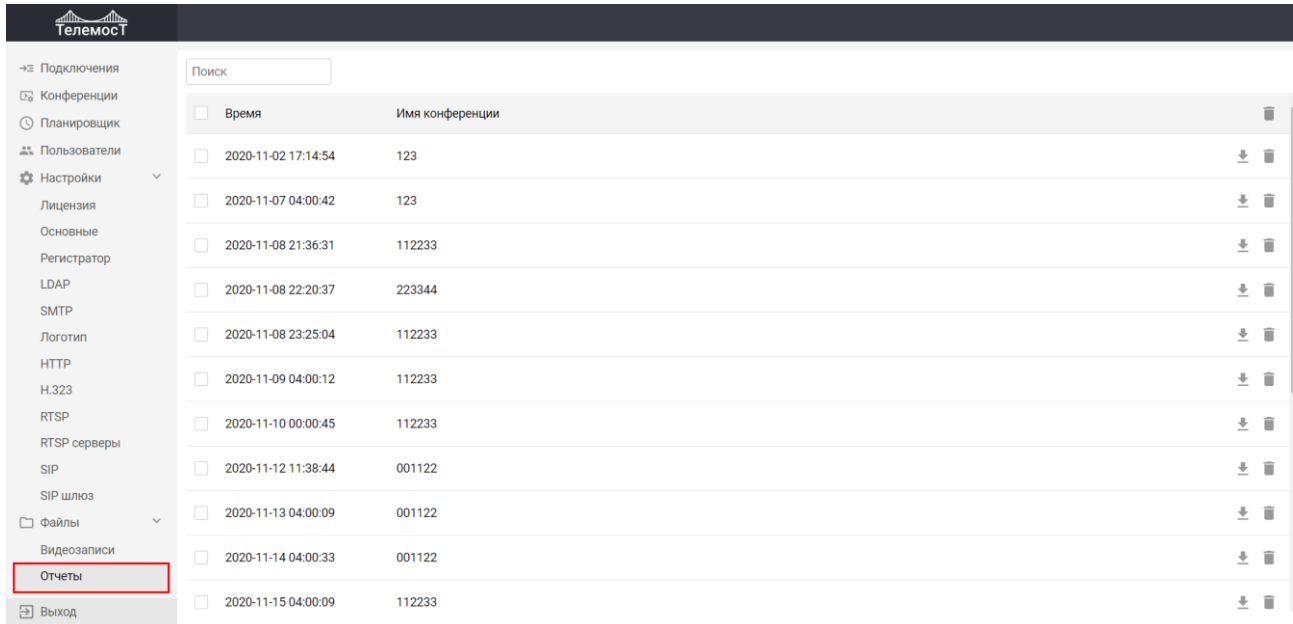 ТелемосТ
Подключения
Конференции
Планировщик
Пользователи
Настройки
Лицензия
Основные
Регистратор
LDAP
SMTP
Логотип
HTTP
H.323
RTSP
RTSP серверы
SIP
SIP шлюз
Файлы
Видеозаписи
Отчеты
Выход
Поиск
Время Имя конференции
2020-11-02 17:14:54 123
2020-11-07 04:00:42 123
2020-11-08 21:36:31 112233
2020-11-08 22:20:37 223344
2020-11-08 23:25:04 112233
2020-11-09 04:00:12 112233
2020-11-10 00:00:45 112233
2020-11-12 11:38:44 001122
2020-11-13 04:00:09 001122
2020-11-14 04:00:33 001122
2020-11-15 04:00:09 112233